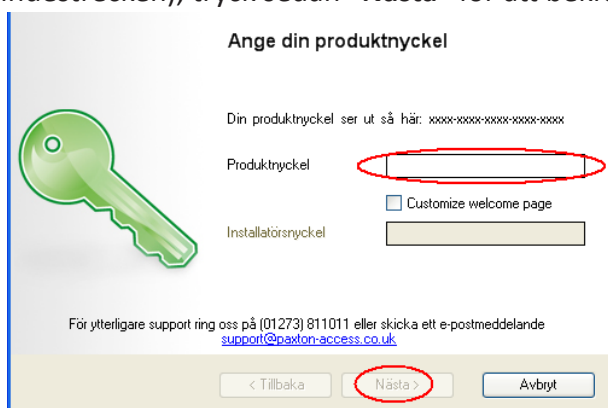 Ange din produktnyckel
Din produktnyckel ser ut så här: xxxx-xxxx-xxxx-xxxx-xxxx
Produktnyckel
Customize welcome page
Installatörsnyckel
För ytterligare support ring oss på (01273) 811011 eller skicka ett e-postmeddelande
support@paxton-access.co.uk
< Tillbaka Nästa > Avbryt